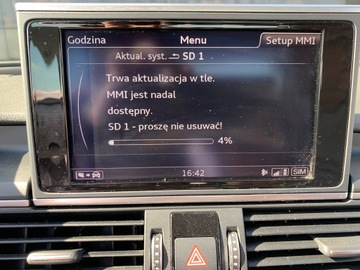 Godzina Menu Setup MMI
Aktual. syst. SD 1
Trwa aktualizacja w tle.
MMI jest nadal
dostępny.
SD 1 - proszę nie usuwać!
4%
16:42 SIM